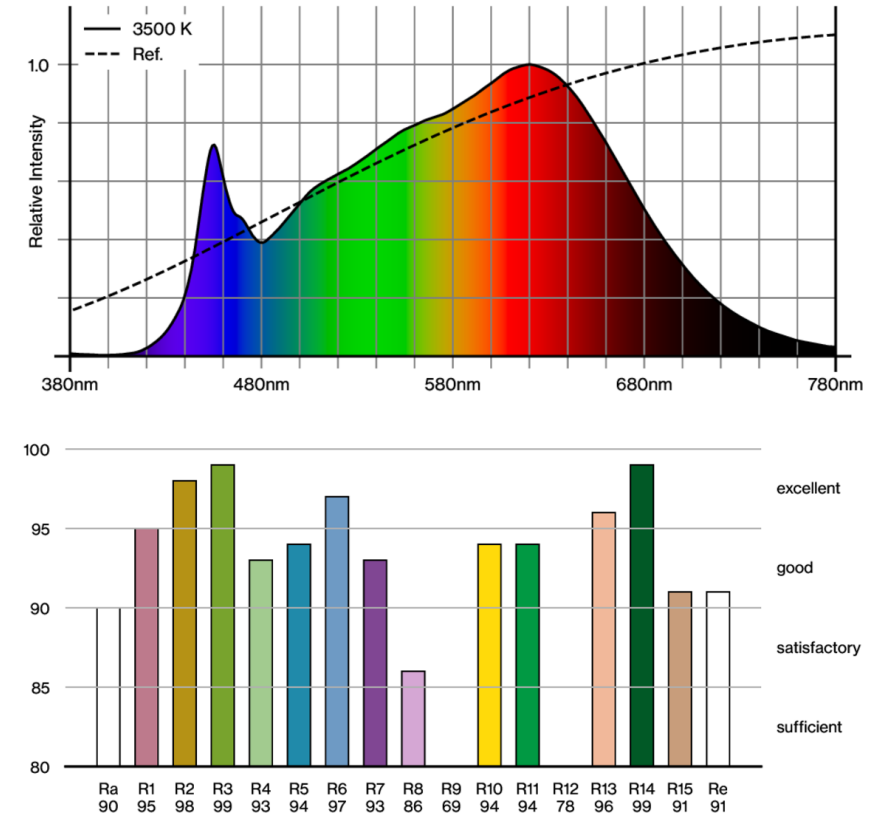 3500 K
Ref.
1.0
Relative Intensity
380nm 480nm 580nm 680nm 780nm
100
excellent
95
good
90
satisfactory
85
sufficient
80
Ra R1 R2 R3 R4 R5 R6 R7 R8 R9 R10 R11 R12 R13 R14 R15 Re
90 95 98 99 93 94 97 93 86 69 94 94 78 96 99 91 91